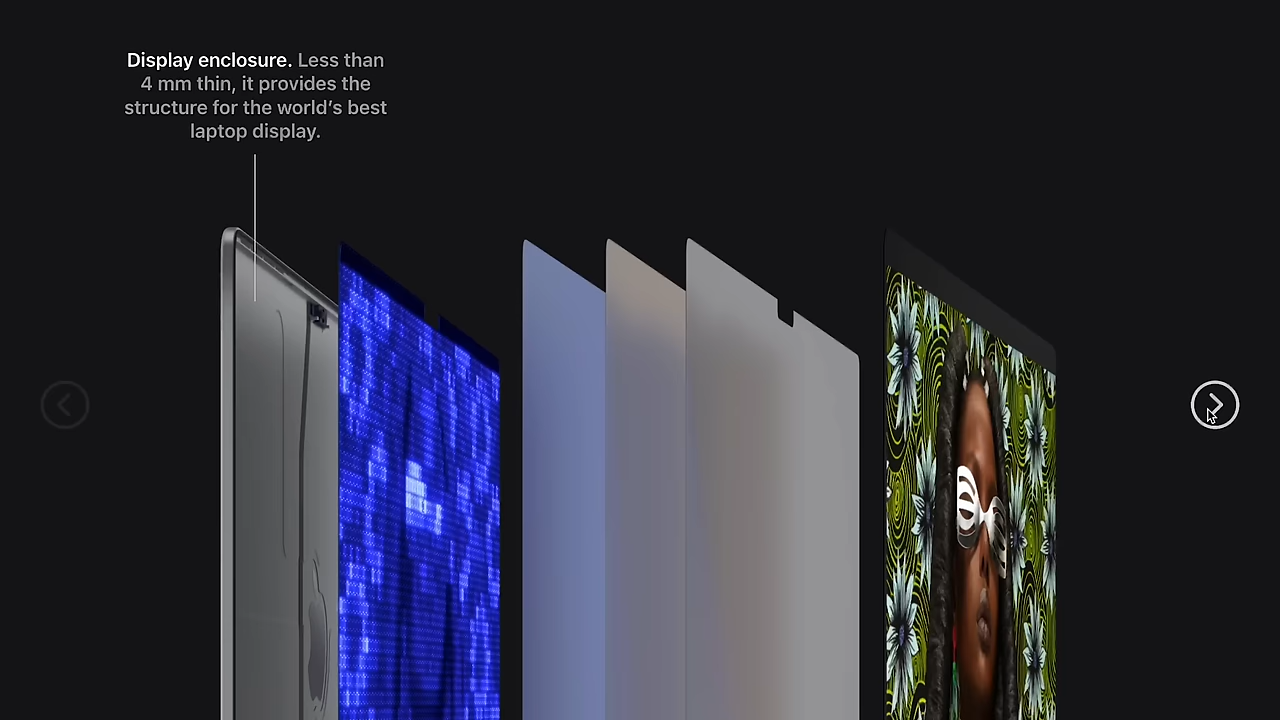 Display enclosure. Less than
4 mm thin, it provides the
structure for the world’s best
laptop display.